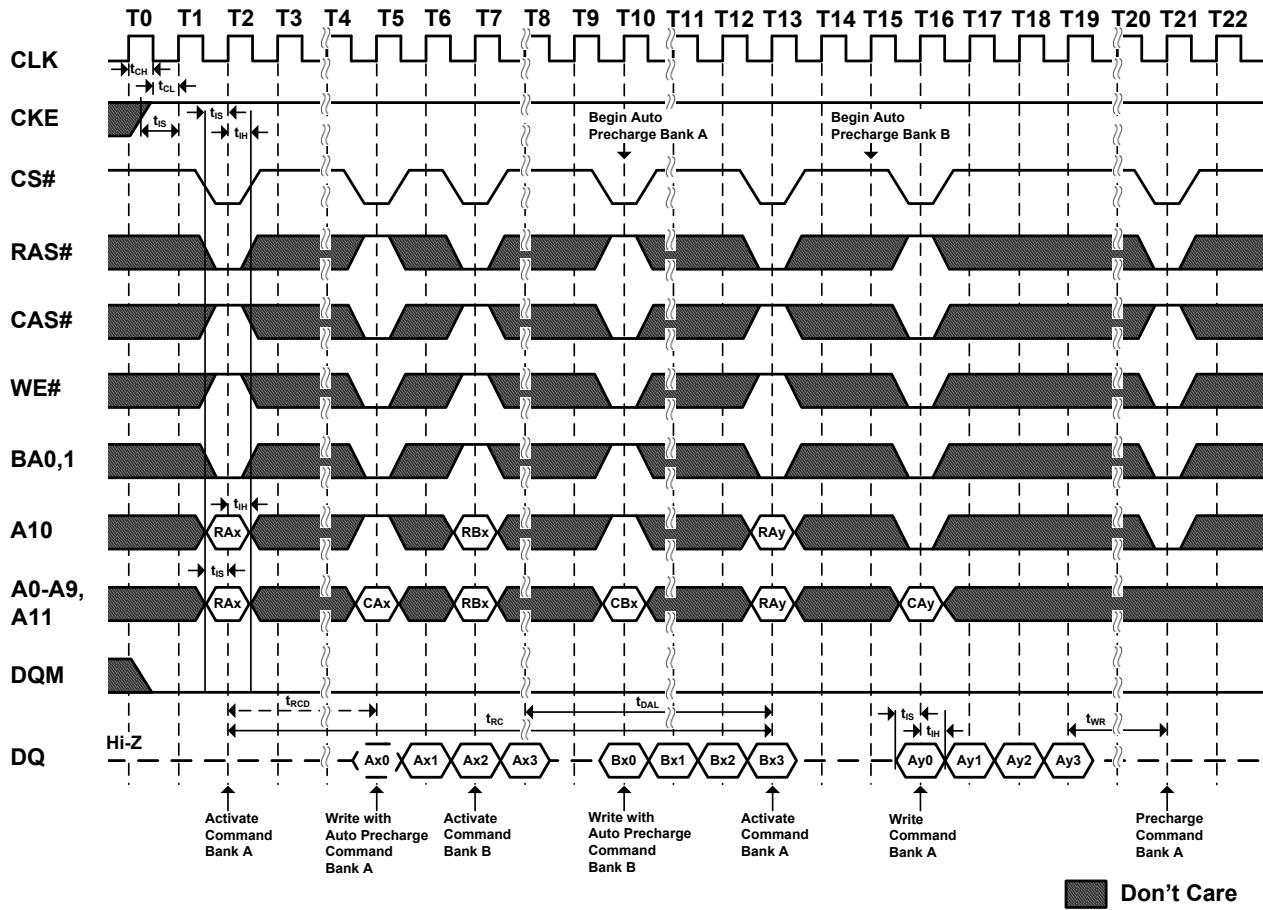 T0 T1 T2 T3 T4 T5 T6 T7 T8 T9 T10 T11 T12 T13 T14 T15 T16 T17 T18 T19 T20 T21 T22
CLK
tCH
tCL
CKE
tIS
tIS
tIH
Begin Auto
Precharge Bank A
Begin Auto
Precharge Bank B
CS#
RAS#
CAS#
WE#
BA0,1
tIH
A10
RAx RBx RAy
tIS
A0-A9,
A11
RAx CAx RBx CBx RAy CAy
DQM
tRCD
tRC
tDAL
tIS
tIH
tWR
Hi-Z
DQ
Ax0 Ax1 Ax2 Ax3 Bx0 Bx1 Bx2 Bx3 Ay0 Ay1 Ay2 Ay3
Activate
Command
Bank A
Write with
Auto Precharge
Command
Bank A
Activate
Command
Bank B
Write with
Auto Precharge
Command
Bank B
Activate
Command
Bank A
Write
Command
Bank A
Precharge
Command
Bank A
Don't Care